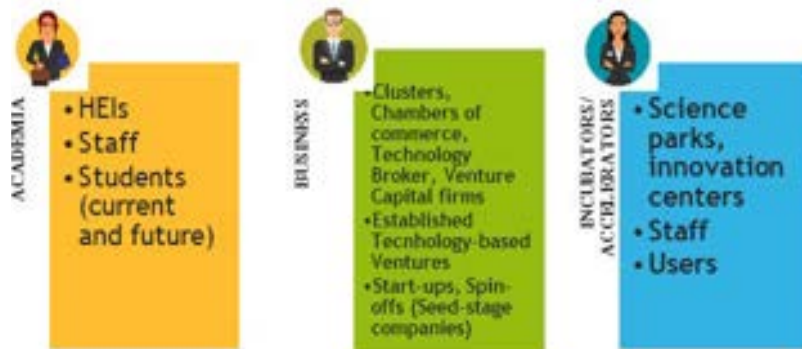 ACADEMIA
• HEIs
• Staff
• Students
(current
and future)
BUSINESS
•Clusters,
Chambers of
commerce,
Technology
Broker, Venture
Capital firms
•Established
Tecnhology-based
Ventures
•Start-ups, Spin-
offs (Seed-stage
companies)
INCUBATORS/
ACCELERATORS
• Science
parks,
innovation
centers
• Staff
• Users